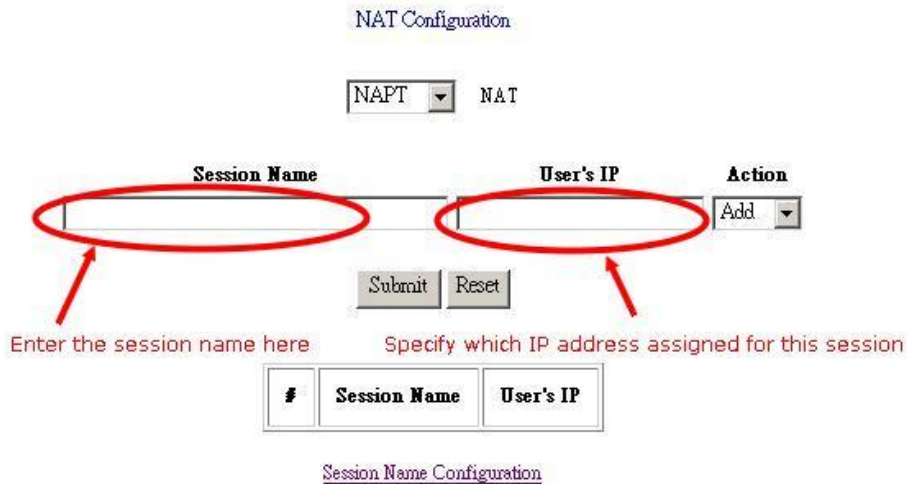 NAT Configuration
NAPT NAT
Session Name User's IP Action
Add
Submit Reset
Enter the session name here Specify which IP address assigned for this session
# Session Name User's IP
Session Name Configuration